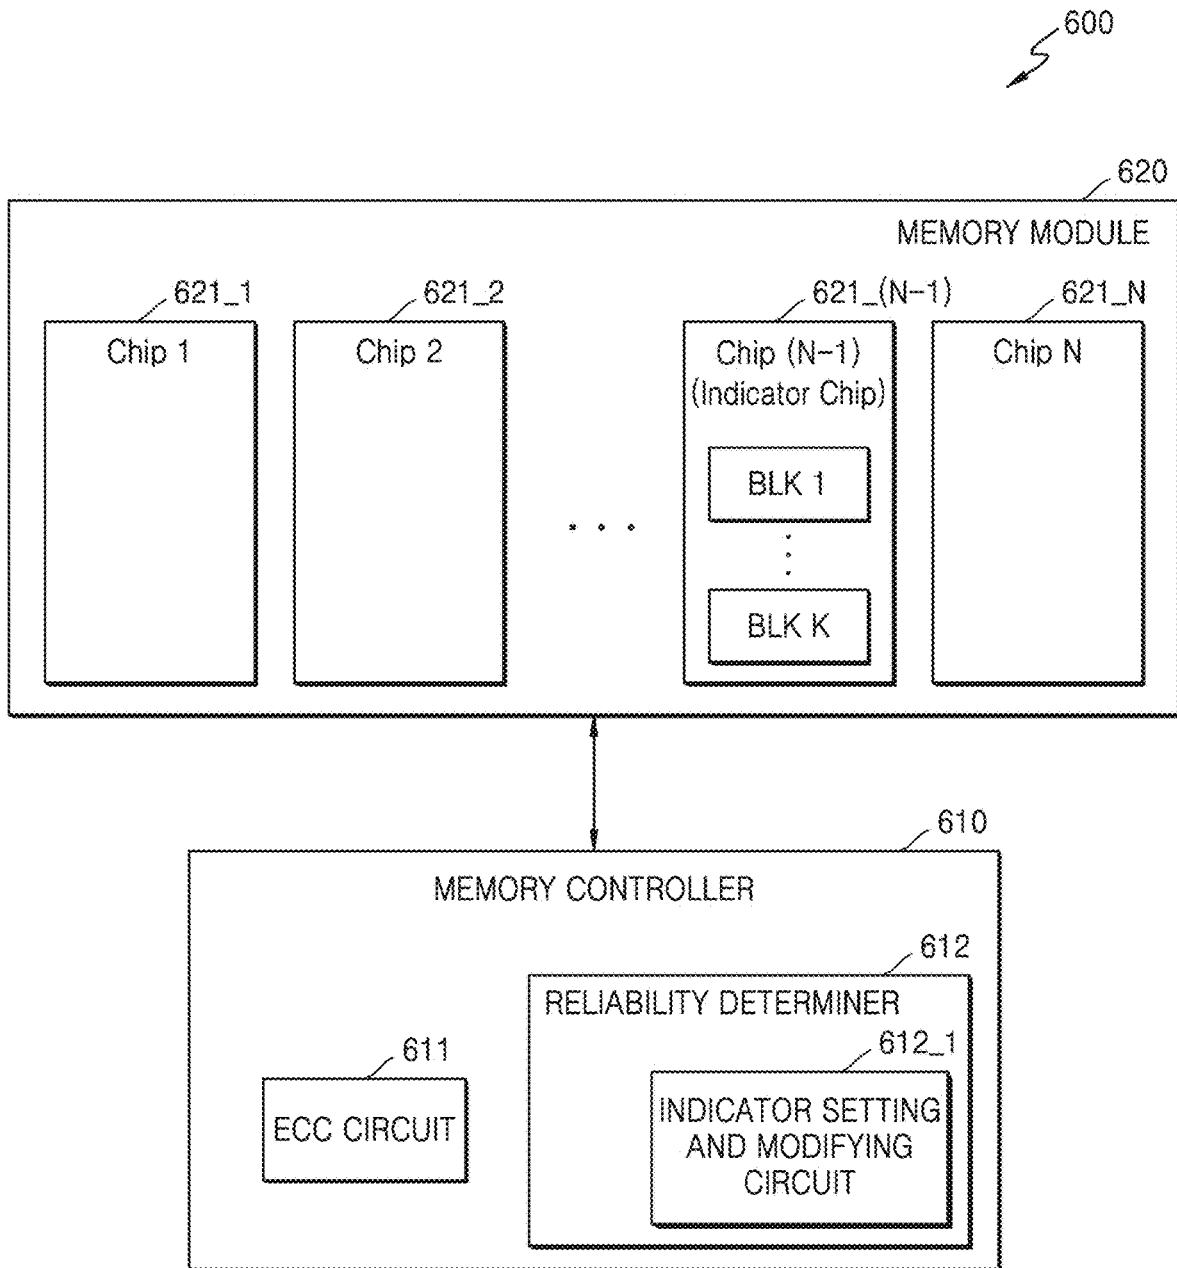 600
620
MEMORY MODULE
621_1
621_2
621_(N-1)
621_N
Chip 1
Chip 2
Chip (N-1)
(Indicator Chip)
Chip N
BLK 1
BLK K
610
MEMORY CONTROLLER
612
RELIABILITY DETERMINER
611
612_1
ECC CIRCUIT
INDICATOR SETTING
AND MODIFYING
CIRCUIT